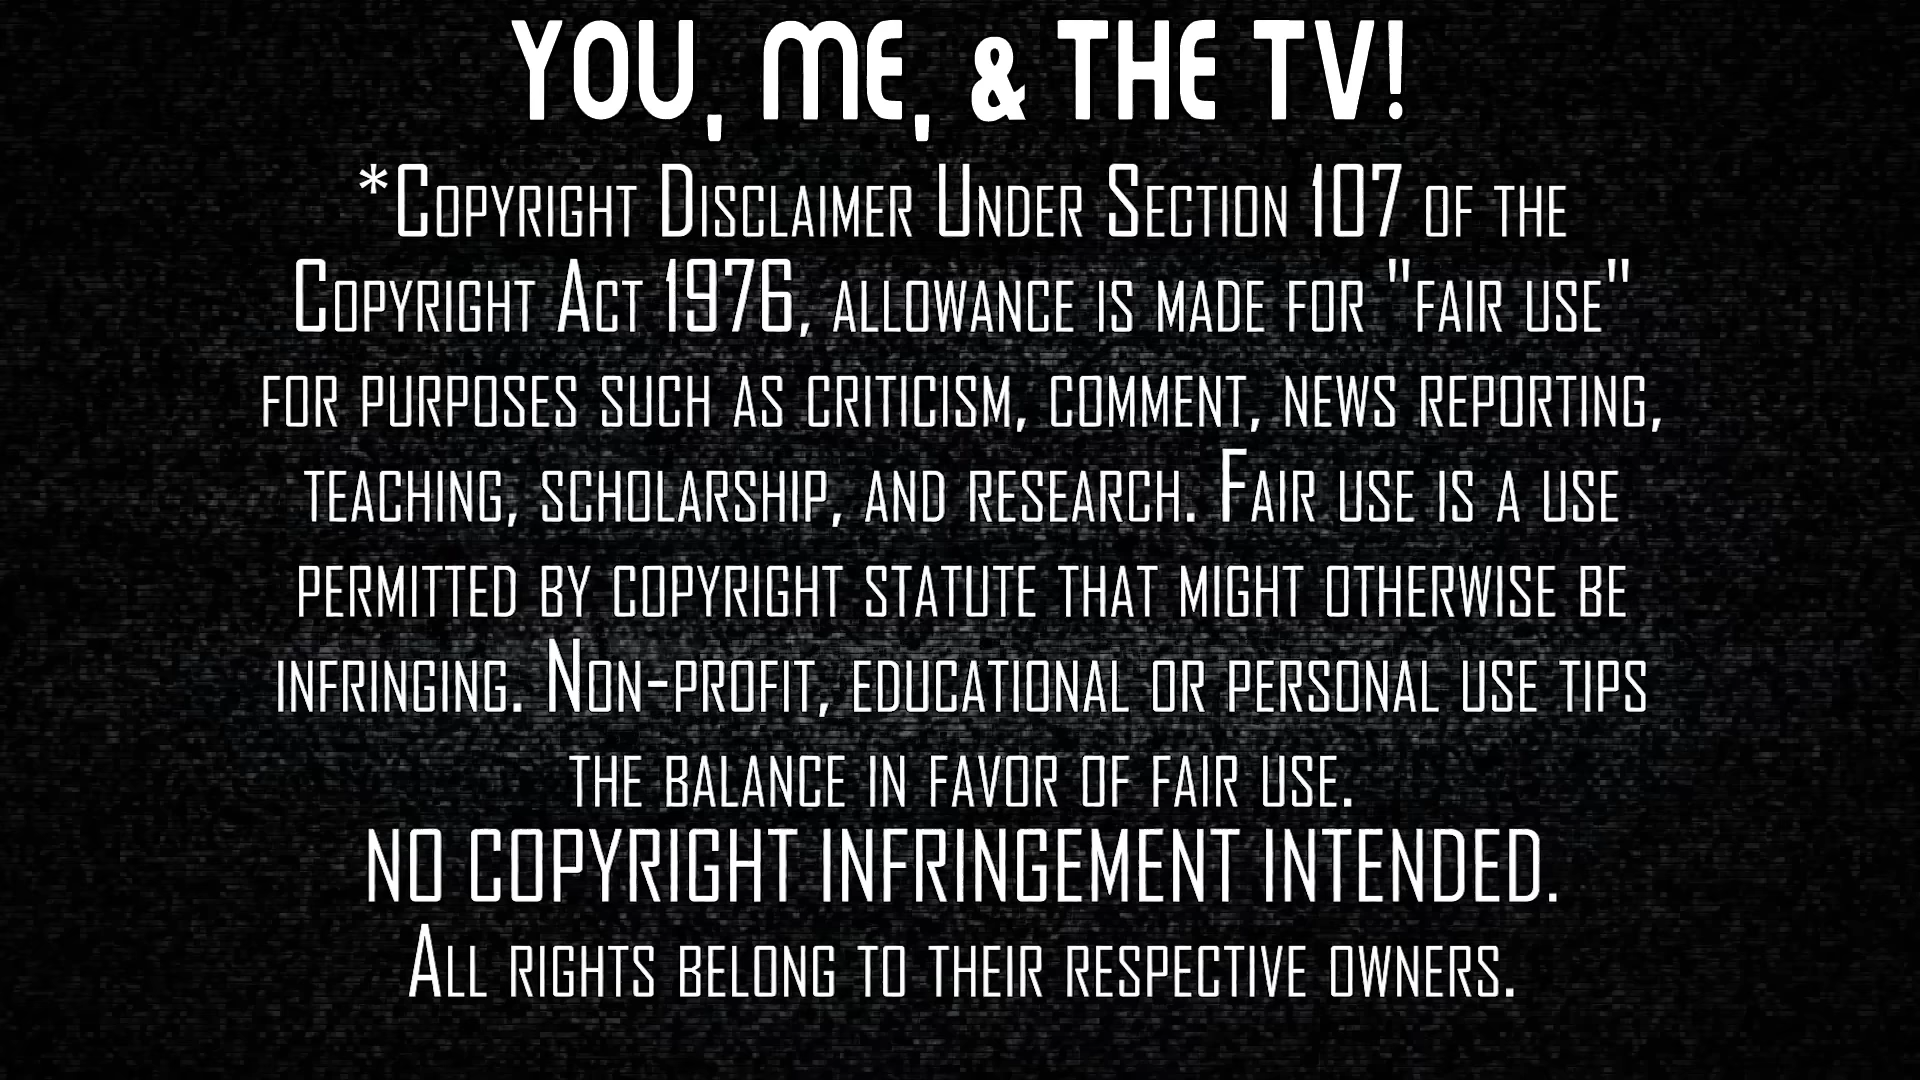 YOU, ME, & THE TV!
*Copyright Disclaimer Under Section 107 of the
Copyright Act 1976, allowance is made for "fair use"
for purposes such as criticism, comment, news reporting,
teaching, scholarship, and research. Fair use is a use
permitted by copyright statute that might otherwise be
infringing. Non-profit, educational or personal use tips
the balance in favor of fair use.
NO COPYRIGHT INFRINGEMENT INTENDED.
All rights belong to their respective owners.